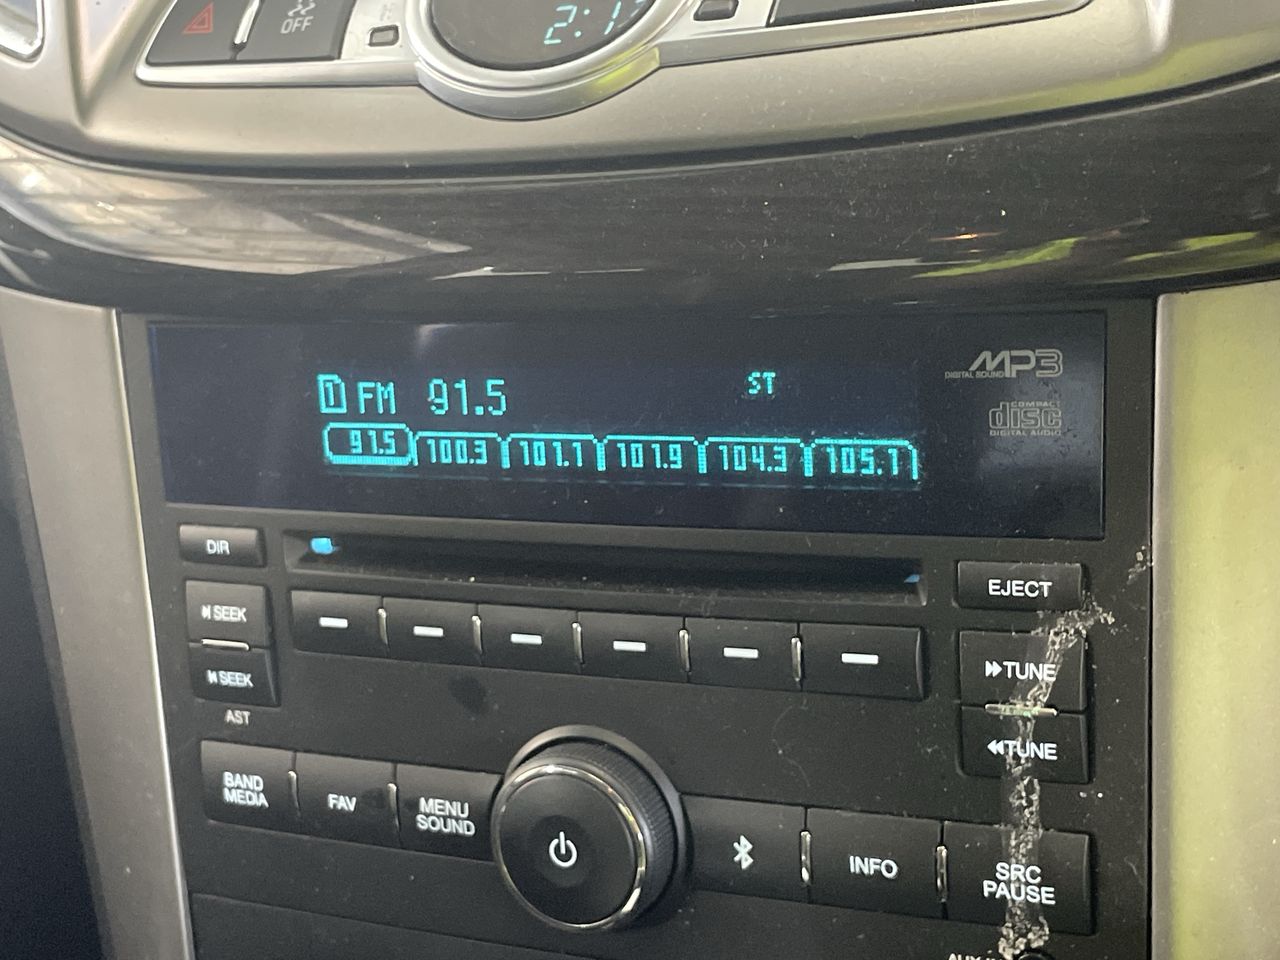 OFF
2:1
1 FM 91.5 ST
91.5 100.3 101.1 101.9 104.3 105.1
MP3
DIGITAL SOUND
COMPACT
disc
DIGITAL AUDIO
DIR
EJECT
SEEK
SEEK
AST
TUNE
TUNE
BAND
MEDIA
FAV
MENU
SOUND
INFO
SRC
PAUSE